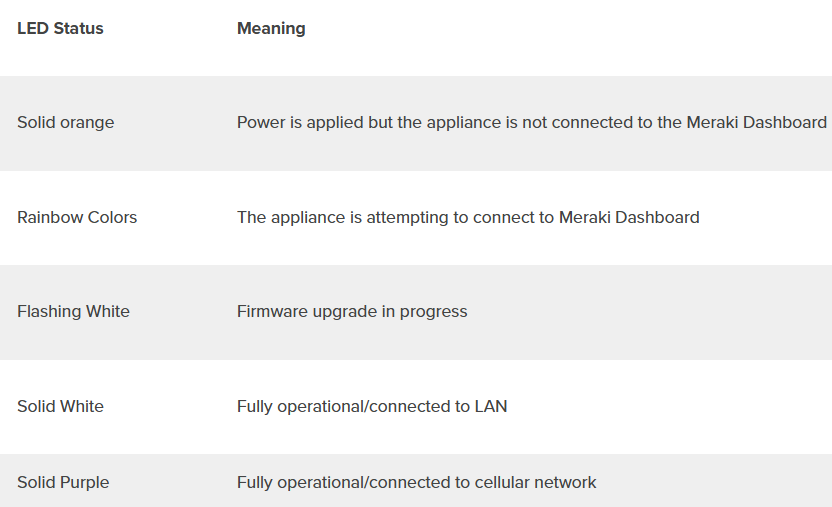 LED Status Meaning
Solid orange Power is applied but the appliance is not connected to the Meraki Dashboard
Rainbow Colors The appliance is attempting to connect to Meraki Dashboard
Flashing White Firmware upgrade in progress
Solid White Fully operational/connected to LAN
Solid Purple Fully operational/connected to cellular network